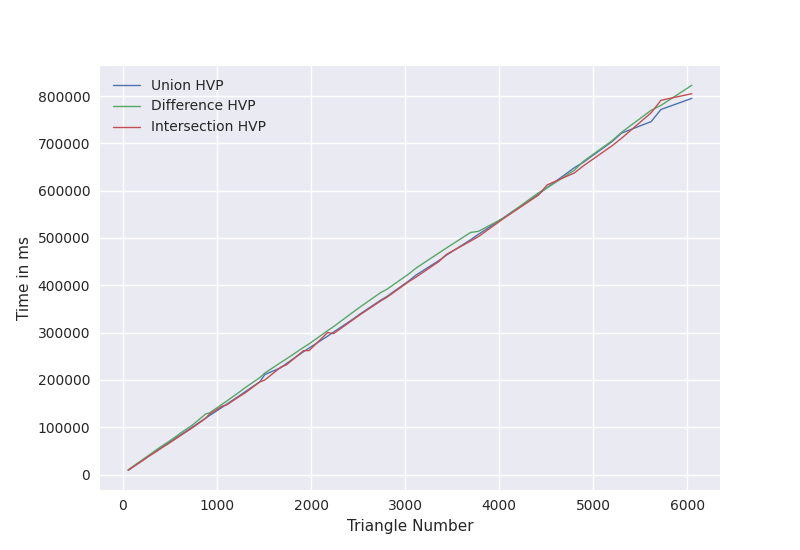 Union HVP
Difference HVP
Intersection HVP
800000
700000
600000
500000
400000
300000
200000
100000
0
Time in ms
0 1000 2000 3000 4000 5000 6000
Triangle Number